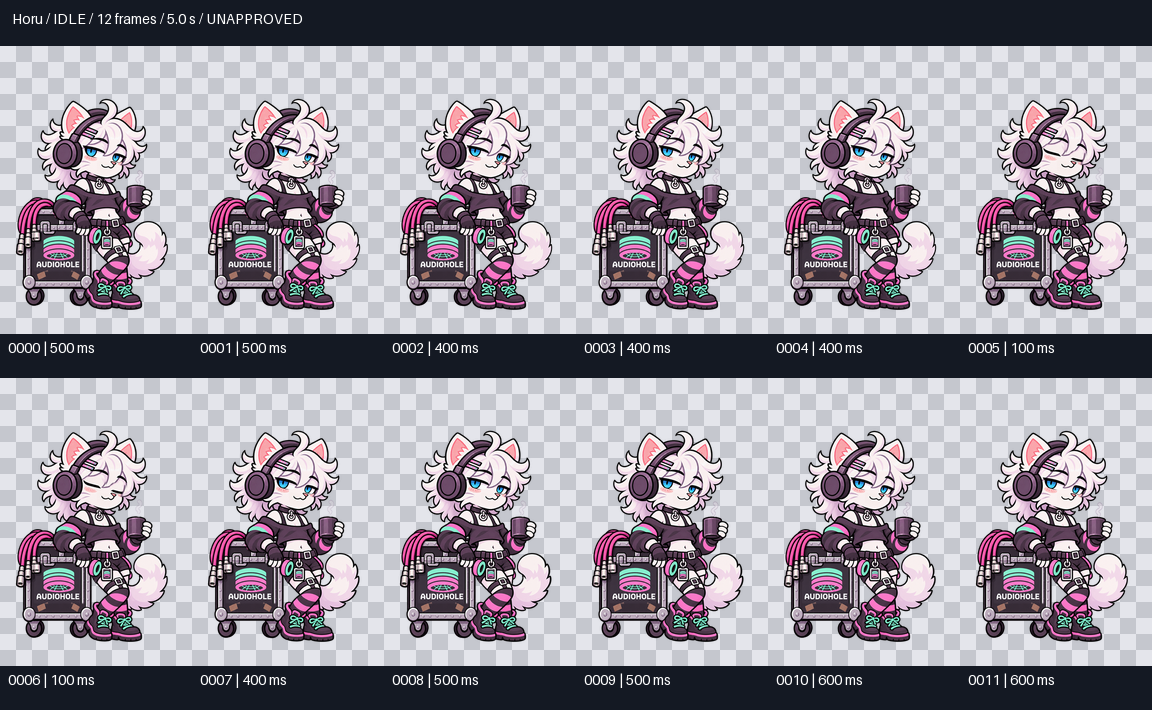 Horu / IDLE / 12 frames / 5.0 s / UNAPPROVED
AUDIOHOLE AUDIOHOLE AUDIOHOLE AUDIOHOLE AUDIOHOLE AUDIOHOLE
0000 | 500 ms 0001 | 500 ms 0002 | 400 ms 0003 | 400 ms 0004 | 400 ms 0005 | 100 ms
AUDIOHOLE AUDIOHOLE AUDIOHOLE AUDIOHOLE AUDIOHOLE AUDIOHOLE
0006 | 100 ms 0007 | 400 ms 0008 | 500 ms 0009 | 500 ms 0010 | 600 ms 0011 | 600 ms